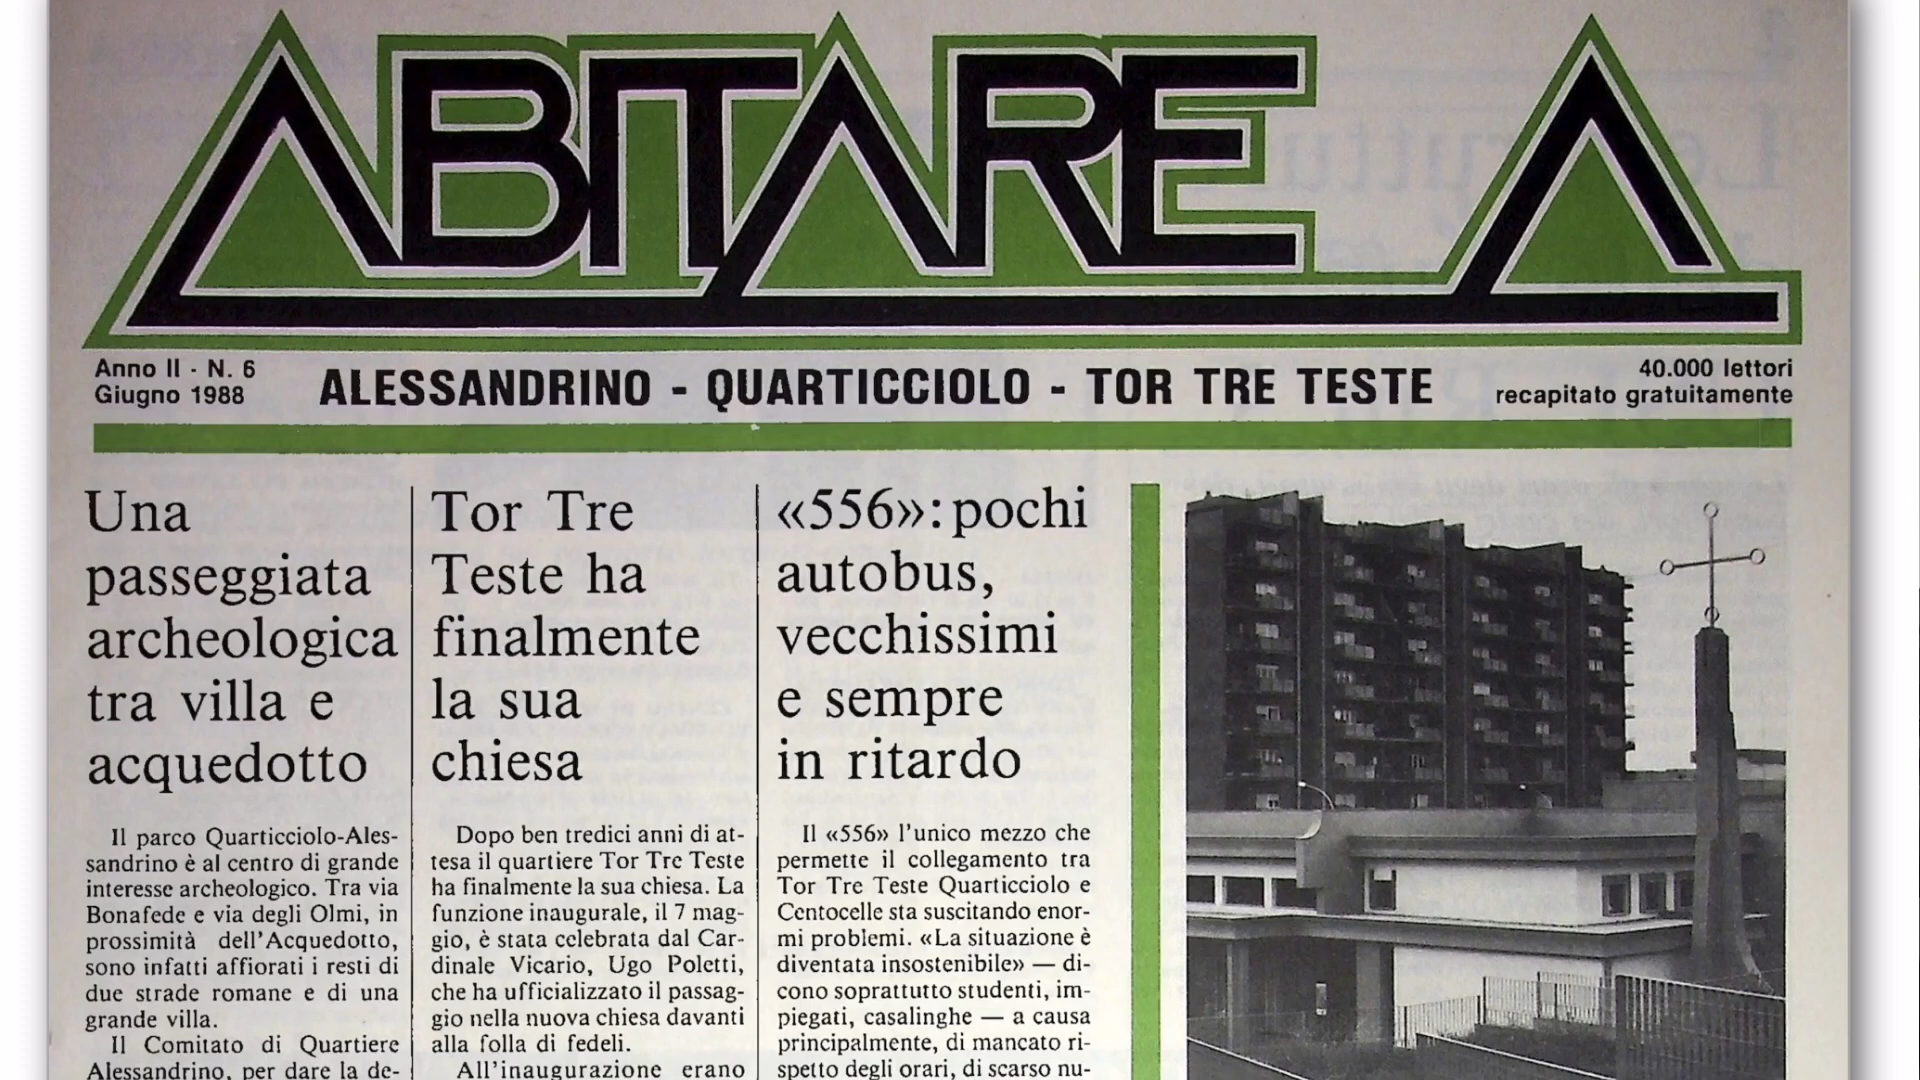 ABITARE A
Anno II - N. 6
Giugno 1988
ALESSANDRINO - QUARTICCIOLO - TOR TRE TESTE
40.000 lettori
recapitato gratuitamente
Una
passeggiata
archeologica
tra villa e
acquedotto
Il parco Quarticciolo-Ales-
sandrino è al centro di grande
interesse archeologico. Tra via
Bonafede e via degli Olmi, in
prossimità dell'Acquedotto,
sono infatti affiorati i resti di
due strade romane e di una
grande villa.
Il Comitato di Quartiere
Alessandrino, per dare la de-
Tor Tre
Teste ha
finalmente
la sua
chiesa
Dopo ben tredici anni di at-
tesa il quartiere Tor Tre Teste
ha finalmente la sua chiesa. La
funzione inaugurale, il 7 mag-
gio, è stata celebrata dal Car-
dinale Vicario, Ugo Poletti,
che ha ufficializzato il passag-
gio nella nuova chiesa davanti
alla folla di fedeli.
All'inaugurazione erano
«556»: pochi
autobus,
vecchissimi
e sempre
in ritardo
Il «556» l'unico mezzo che
permette il collegamento tra
Tor Tre Teste Quarticciolo e
Centocelle sta suscitando enor-
mi problemi. «La situazione è
diventata insostenibile» — di-
cono soprattutto studenti, im-
piegati, casalinghe — a causa
principalmente, di mancato ri-
spetto degli orari, di scarso nu-